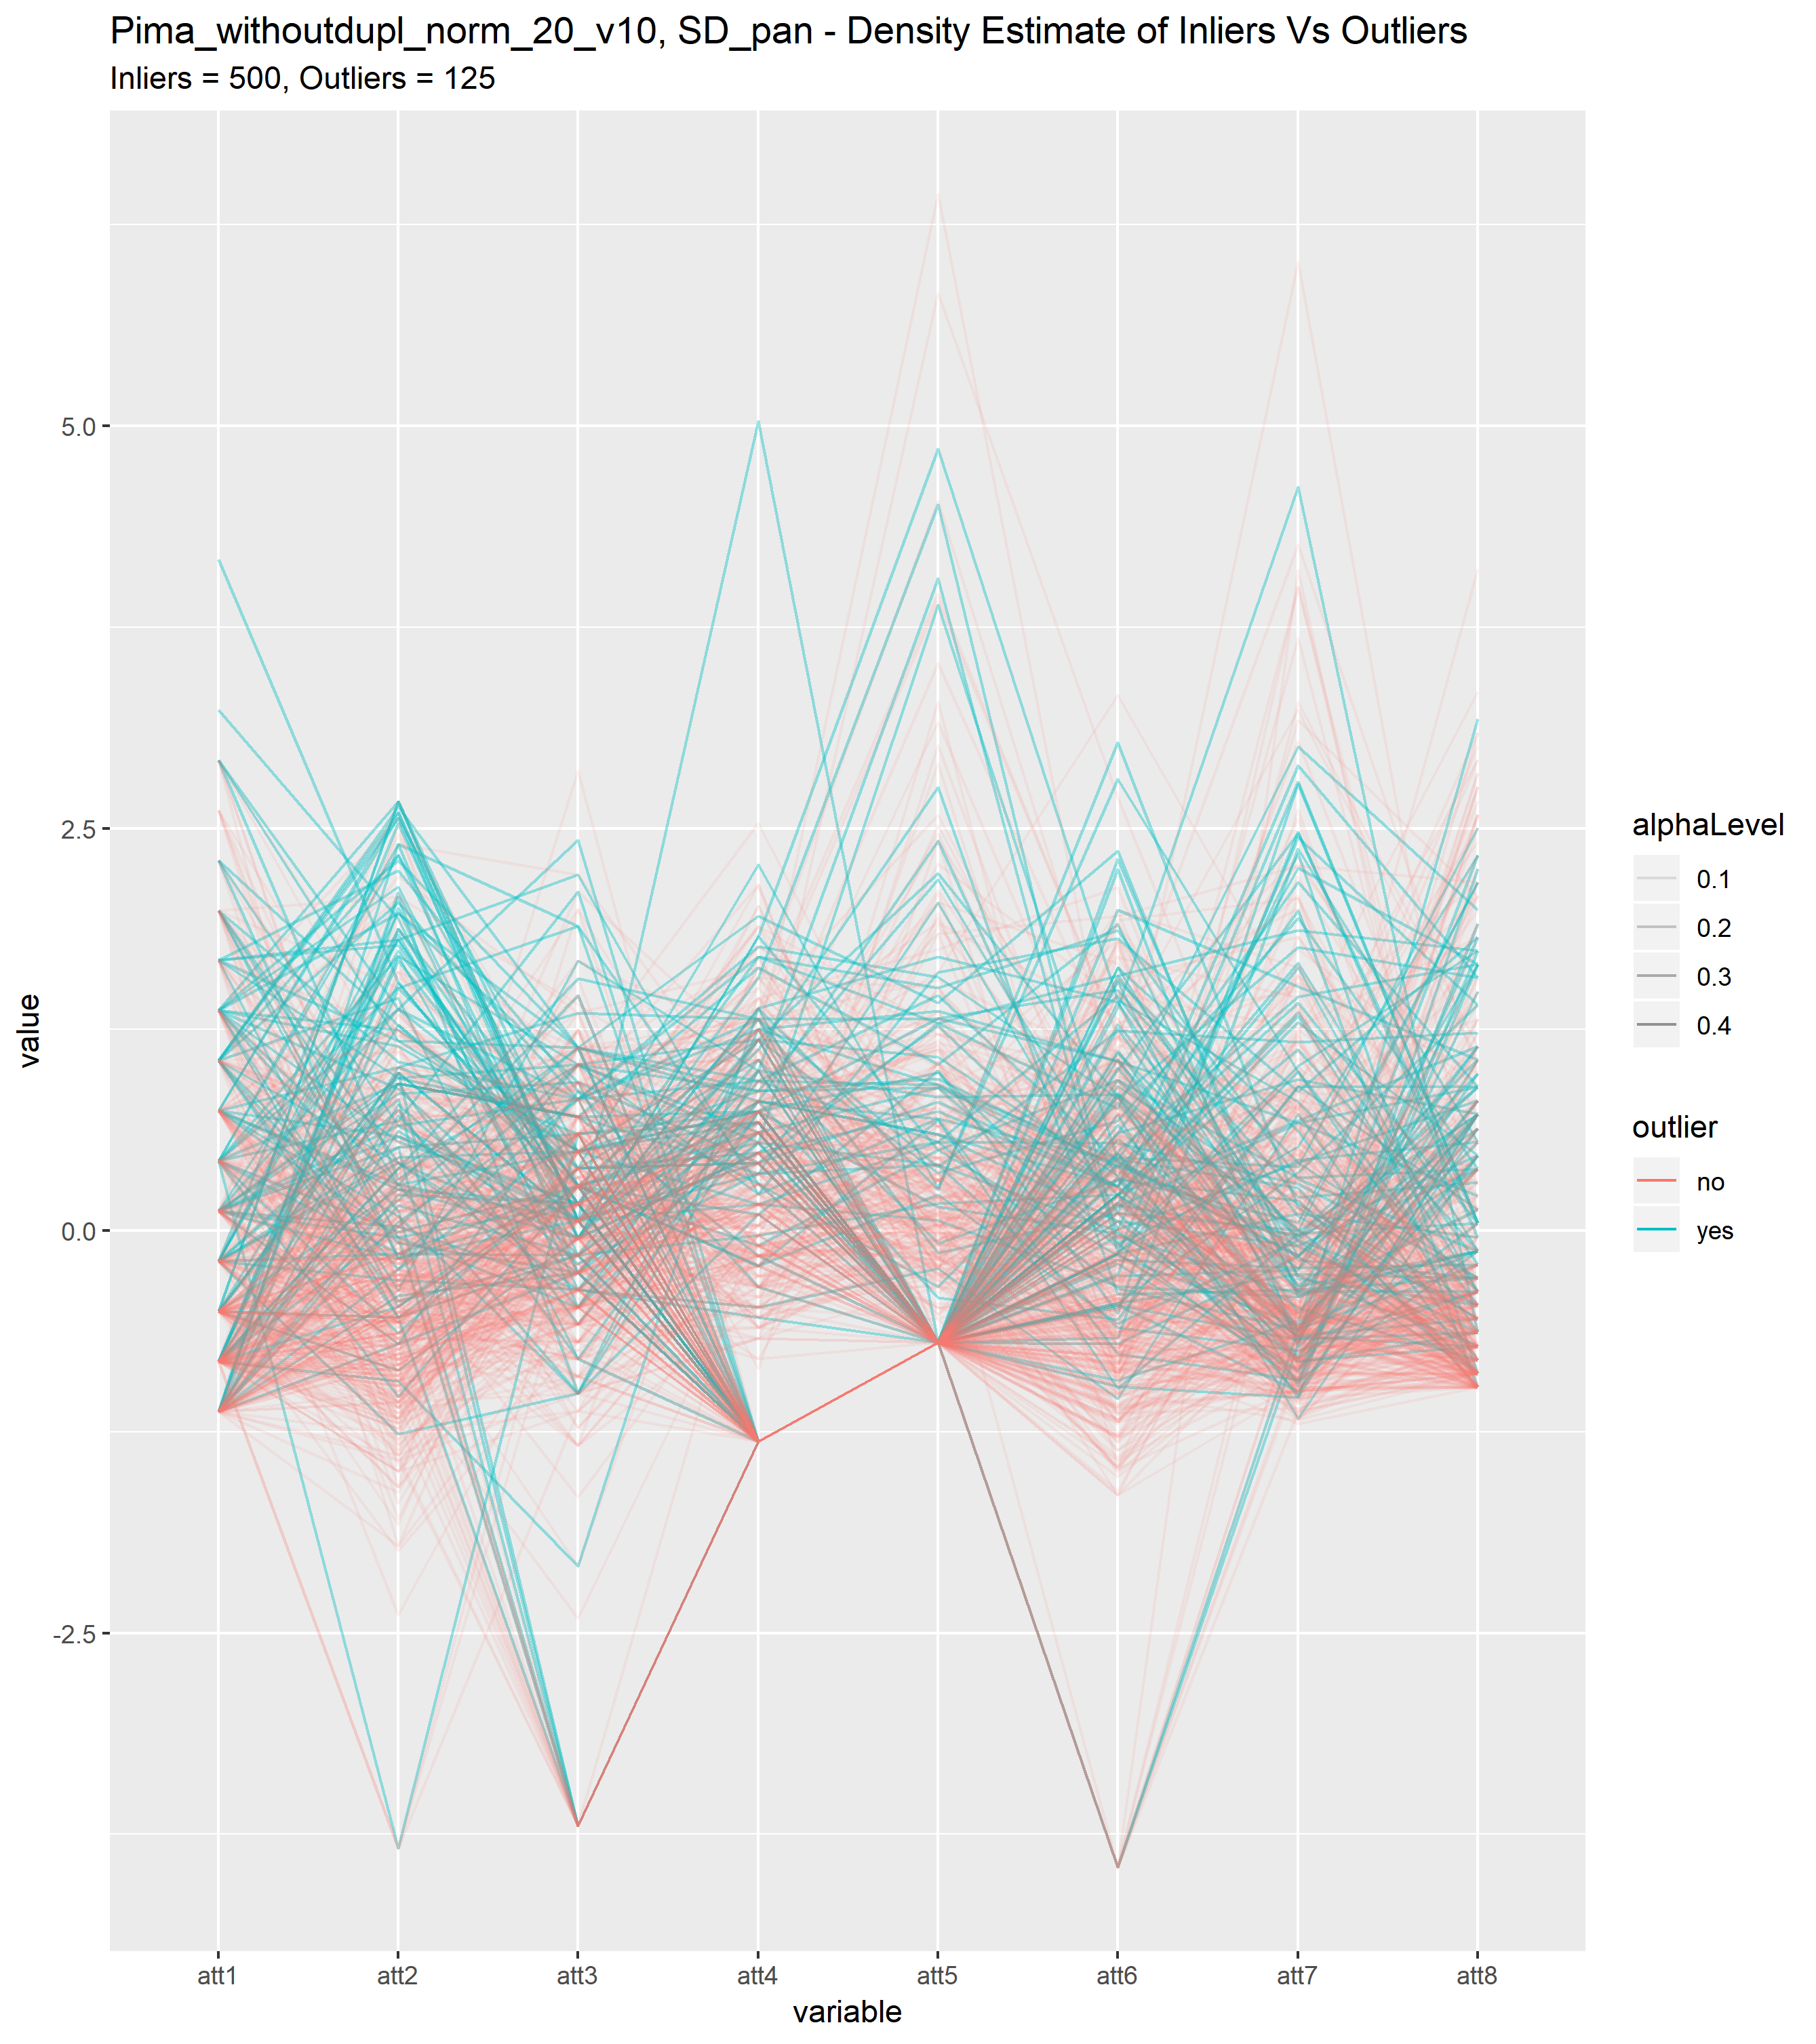 Pima_withoutdupl_norm_20_v10, SD_pan - Density Estimate of Inliers Vs Outliers
Inliers = 500, Outliers = 125
value
5.0
2.5
0.0
-2.5
att1
att2
att3
att4
att5
att6
att7
att8
variable
alphaLevel
0.1
0.2
0.3
0.4
outlier
no
yes